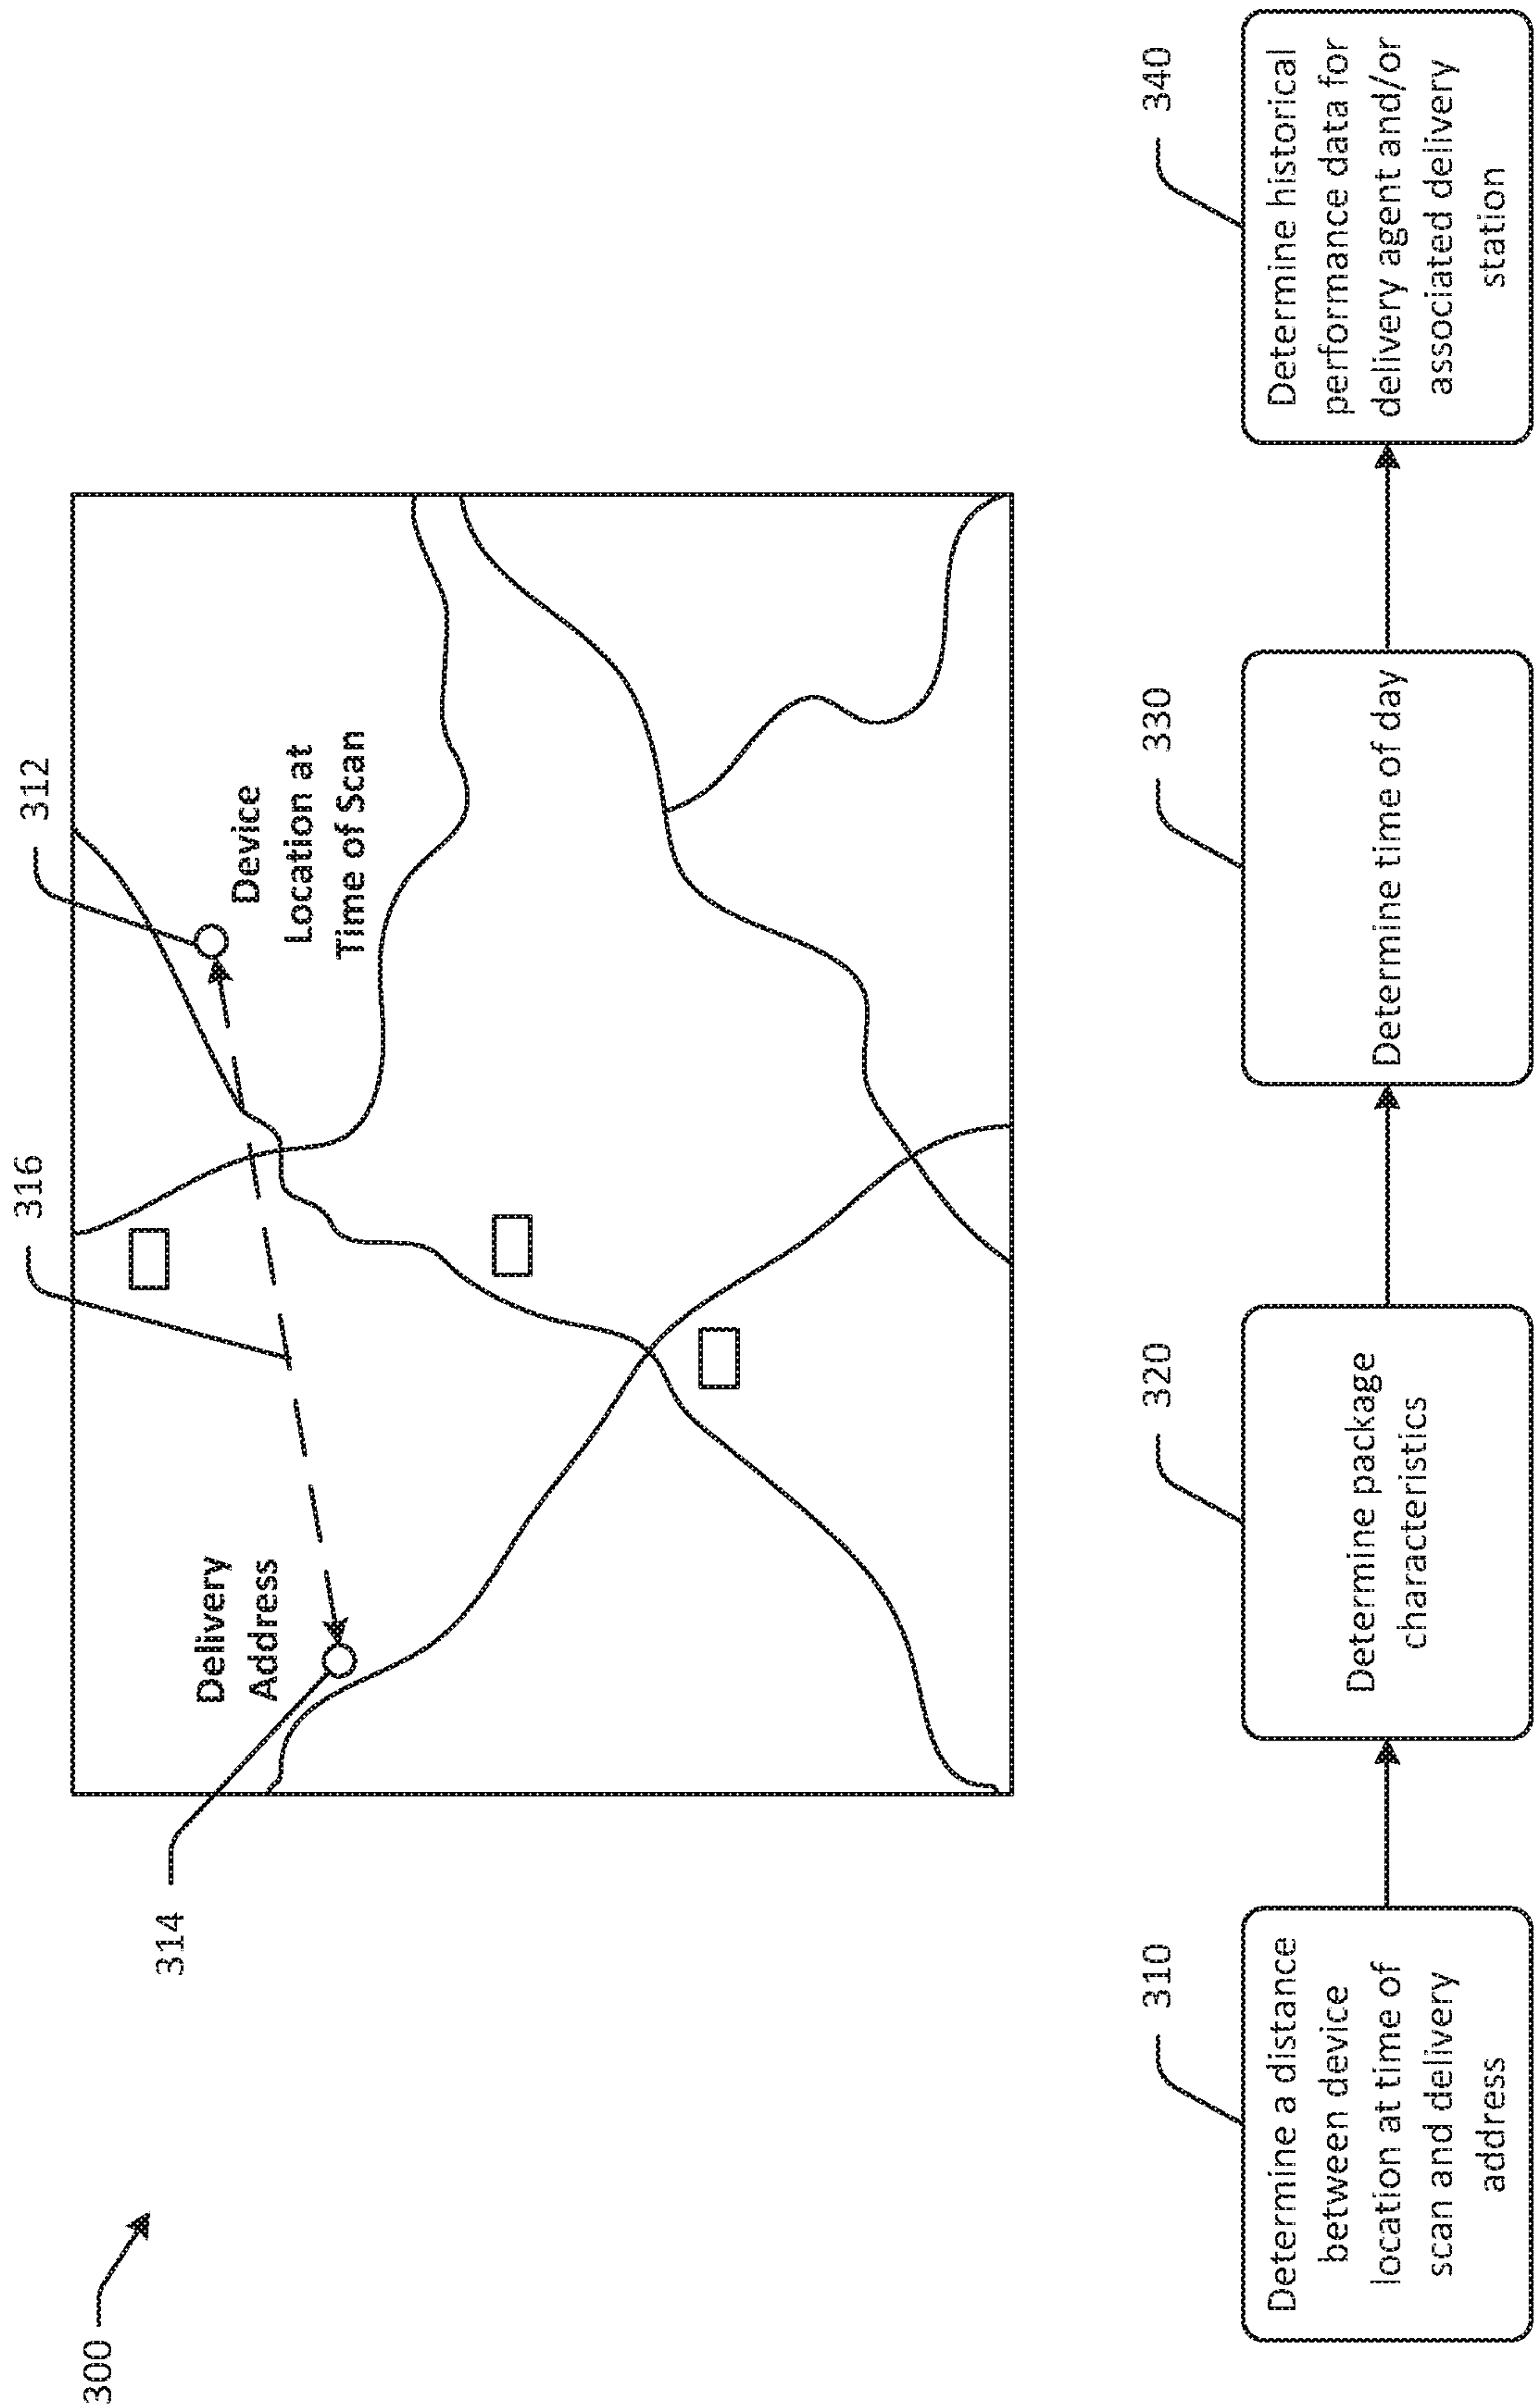 300
314
316
312
Delivery
Address
Device
Location at
Time of Scan
310
Determine a distance
between device
location at time of
scan and delivery
address
320
Determine package
characteristics
330
Determine time of day
340
Determine historical
performance data for
delivery agent and/or
associated delivery
station